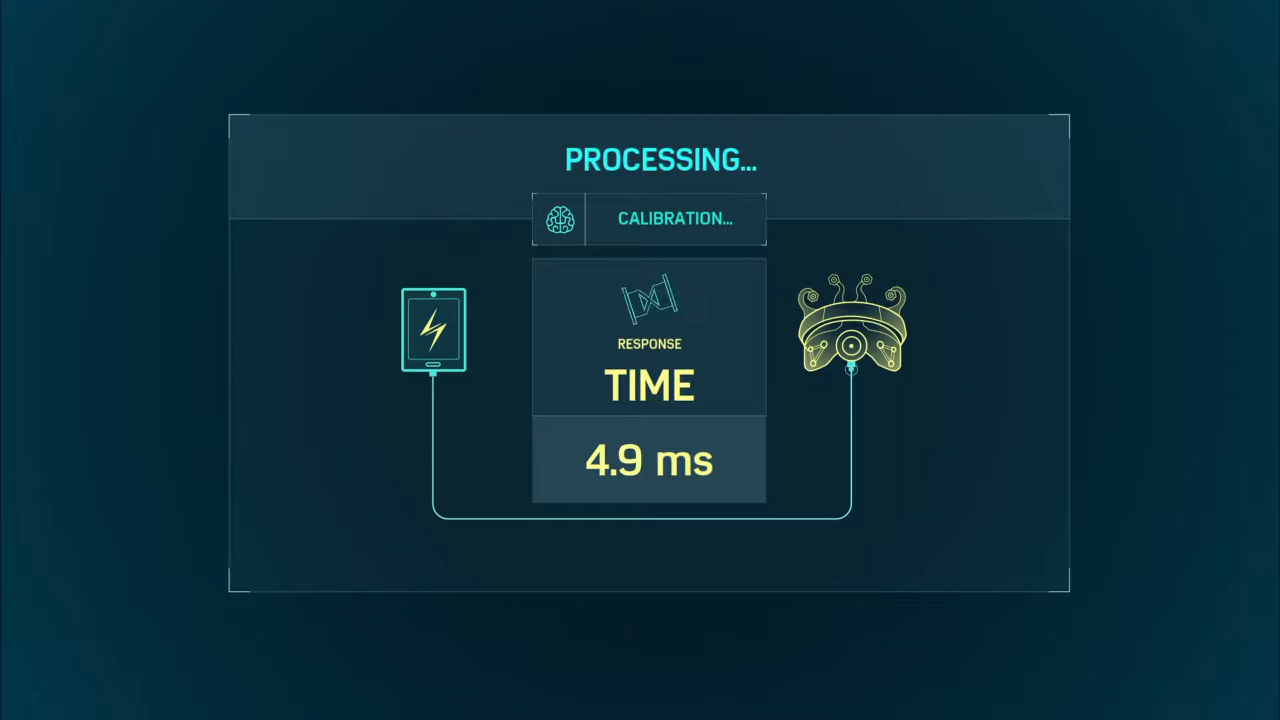 PROCESSING...
CALIBRATION...
RESPONSE
TIME
4.9 ms